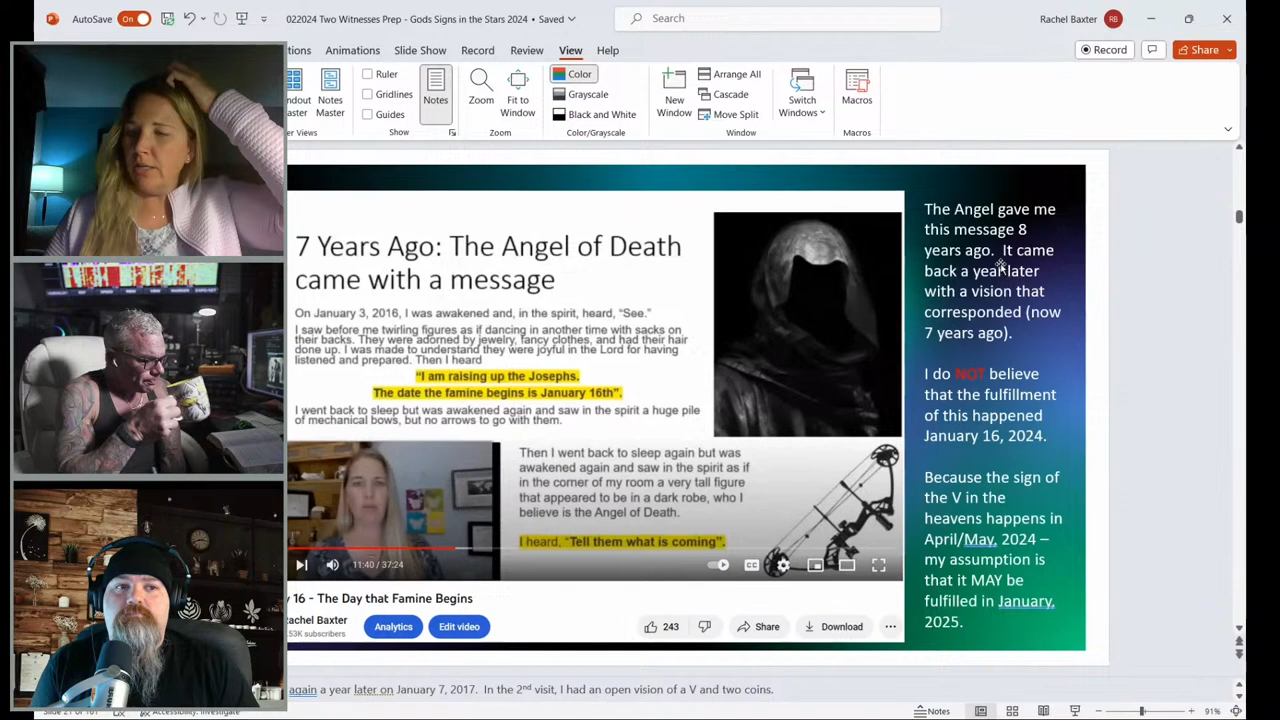 AutoSave On
022024 Two Witnesses Prep - Gods Signs in the Stars 2024 • Saved
Search
Rachel Baxter
RB
tions Animations Slide Show Record Review View Help
Record
Share
ndout
aster
Notes
Master
er Views
Ruler
Gridlines
Guides
Show
Notes
Zoom
Fit to
Window
Zoom
Color
Grayscale
Black and White
Color/Grayscale
New
Window
Arrange All
Cascade
Move Split
Window
Switch
Windows
Macros
Macros
7 Years Ago: The Angel of Death
came with a message
On January 3, 2016, I was awakened and, in the spirit, heard, “See.”
I saw before me twirling figures as if dancing in another time with sacks on
their backs. They were adorned by jewelry, fancy clothes, and had their hair
done up. I was made to understand they were joyful in the Lord for having
listened and prepared. Then I heard
“I am raising up the Josephs.
The date the famine begins is January 16th”.
I went back to sleep but was awakened again and saw in the spirit a huge pile
of mechanical bows, but no arrows to go with them.
Then I went back to sleep again but was
awakened again and saw in the spirit as if
in the corner of my room a very tall figure
that appeared to be in a dark robe, who I
believe is the Angel of Death.
I heard, “Tell them what is coming”.
11:40 / 37:24
CC
y 16 - The Day that Famine Begins
Rachel Baxter
53K subscribers
Analytics
Edit video
243
Share
Download
The Angel gave me
this message 8
years ago. It came
back a year later
with a vision that
corresponded (now
7 years ago).
I do NOT believe
that the fulfillment
of this happened
January 16, 2024.
Because the sign of
the V in the
heavens happens in
April/May, 2024 –
my assumption is
that it MAY be
fulfilled in January,
2025.
again a year later on January 7, 2017. In the 2nd visit, I had an open vision of a V and two coins.
Accessibility: Investigate
Notes
91%